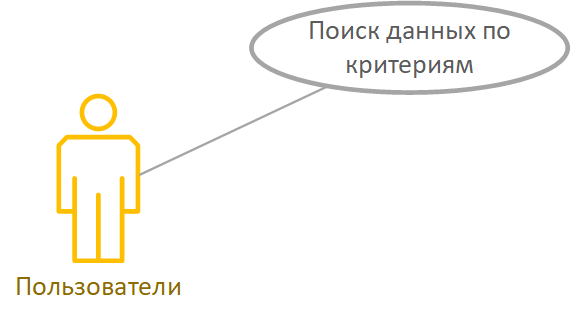 Поиск данных по
критериям
Пользователи